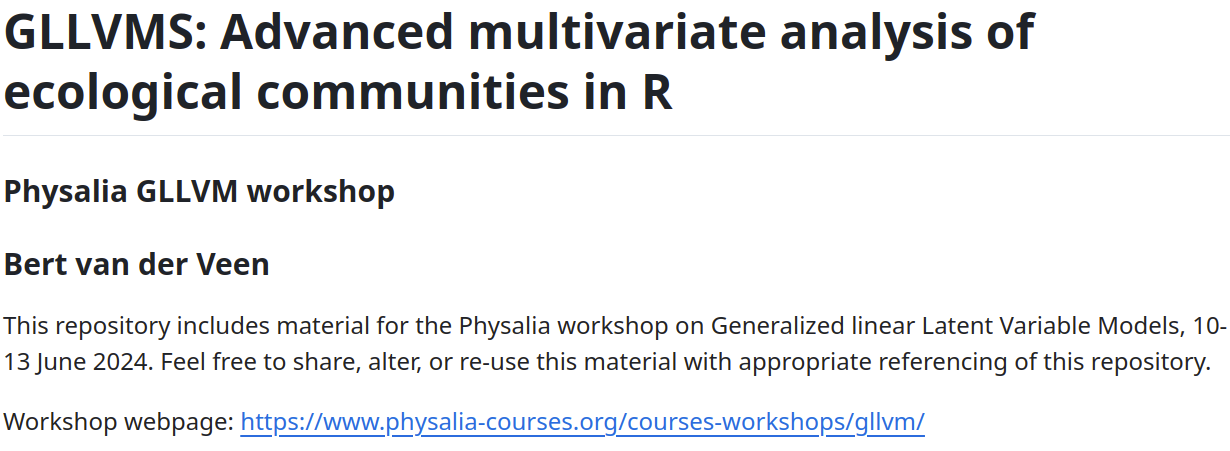 GLLVMS: Advanced multivariate analysis of
ecological communities in R
Physalia GLLVM workshop
Bert van der Veen
This repository includes material for the Physalia workshop on Generalized linear Latent Variable Models, 10-
13 June 2024. Feel free to share, alter, or re-use this material with appropriate referencing of this repository.
Workshop webpage: https://www.physalia-courses.org/courses-workshops/gllvm/